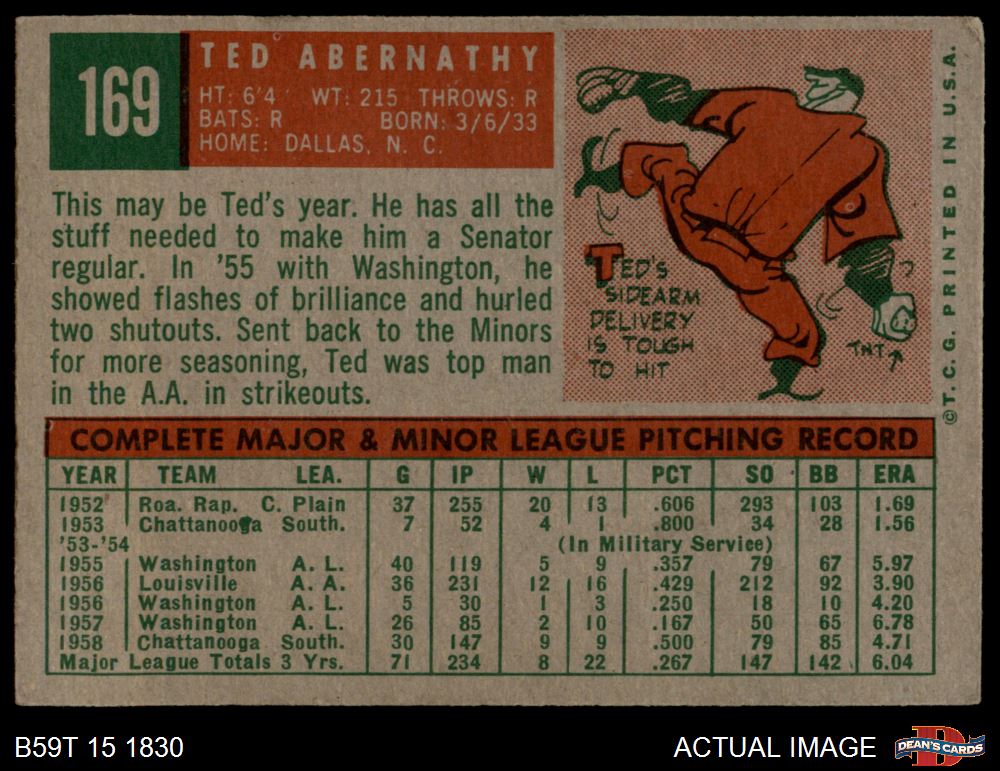 169
TED ABERNATHY
HT: 6'4 WT: 215 THROWS: R
BATS: R BORN: 3/6/33
HOME: DALLAS, N. C.
This may be Ted's year. He has all the
stuff needed to make him a Senator
regular. In '55 with Washington, he
showed flashes of brilliance and hurled
two shutouts. Sent back to the Minors
for more seasoning, Ted was top man
in the A.A. in strikeouts.
TED'S
SIDEARM
DELIVERY
IS TOUGH
TO HIT
TNT
©T. C. G. PRINTED IN U.S.A.
COMPLETE MAJOR & MINOR LEAGUE PITCHING RECORD
YEAR TEAM LEA. G IP W L PCT SO BB ERA
1952 Roa. Rap. C. Plain 37 255 20 13 .606 293 103 1.69
1953 Chattanooga South. 7 52 4 1 .800 34 28 1.56
'53-'54 (In Military Service)
1955 Washington A. L. 40 119 5 9 .357 79 67 5.97
1956 Louisville A. A. 36 231 12 16 .429 212 92 3.90
1956 Washington A. L. 5 30 1 3 .250 18 10 4.20
1957 Washington A. L. 26 85 2 10 .167 50 65 6.78
1958 Chattanooga South. 30 147 9 9 .500 79 85 4.71
Major League Totals 3 Yrs. 71 234 8 22 .267 147 142 6.04
B59T 15 1830
ACTUAL IMAGE
DEAN'S CARDS